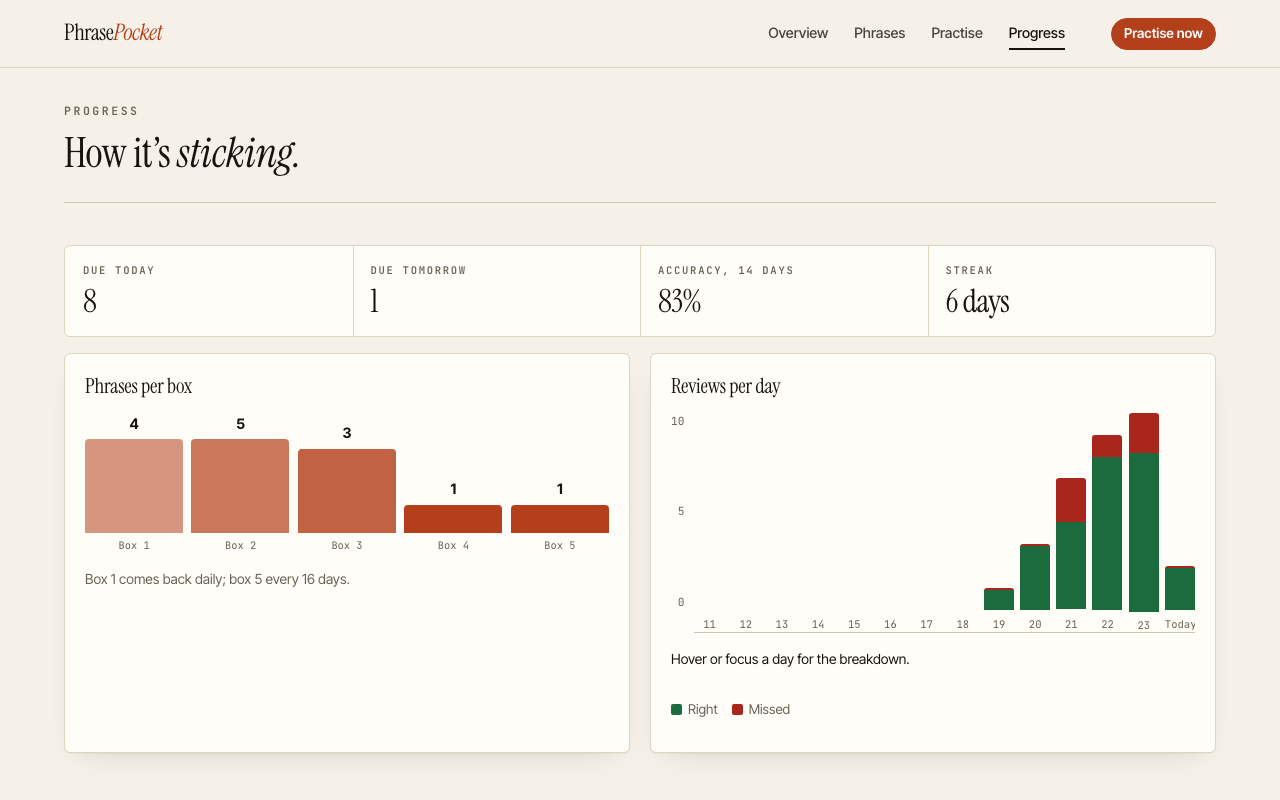 PhrasePocket
Overview Phrases Practise Progress Practise now
PROGRESS
How it’s sticking.
DUE TODAY
8
DUE TOMORROW
1
ACCURACY, 14 DAYS
83%
STREAK
6 days
Phrases per box
4 5 3 1 1
Box 1 Box 2 Box 3 Box 4 Box 5
Box 1 comes back daily; box 5 every 16 days.
Reviews per day
10
5
0
11 12 13 14 15 16 17 18 19 20 21 22 23 Today
Hover or focus a day for the breakdown.
Right Missed